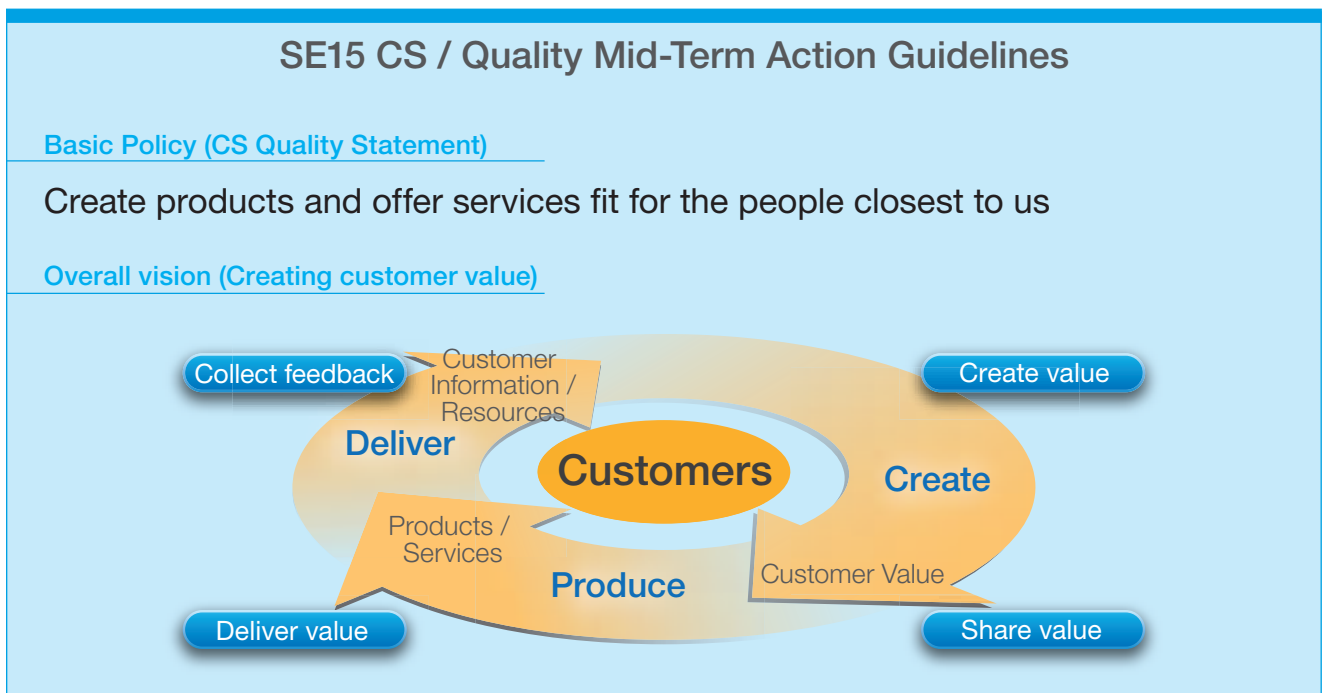 SE15 CS / Quality Mid-Term Action Guidelines
Basic Policy (CS Quality Statement)
Create products and offer services fit for the people closest to us
Overall vision (Creating customer value)
Collect feedback
Customer
Information /
Resources
Create value
Deliver
Customers
Create
Products /
Services
Produce
Customer Value
Deliver value
Share value